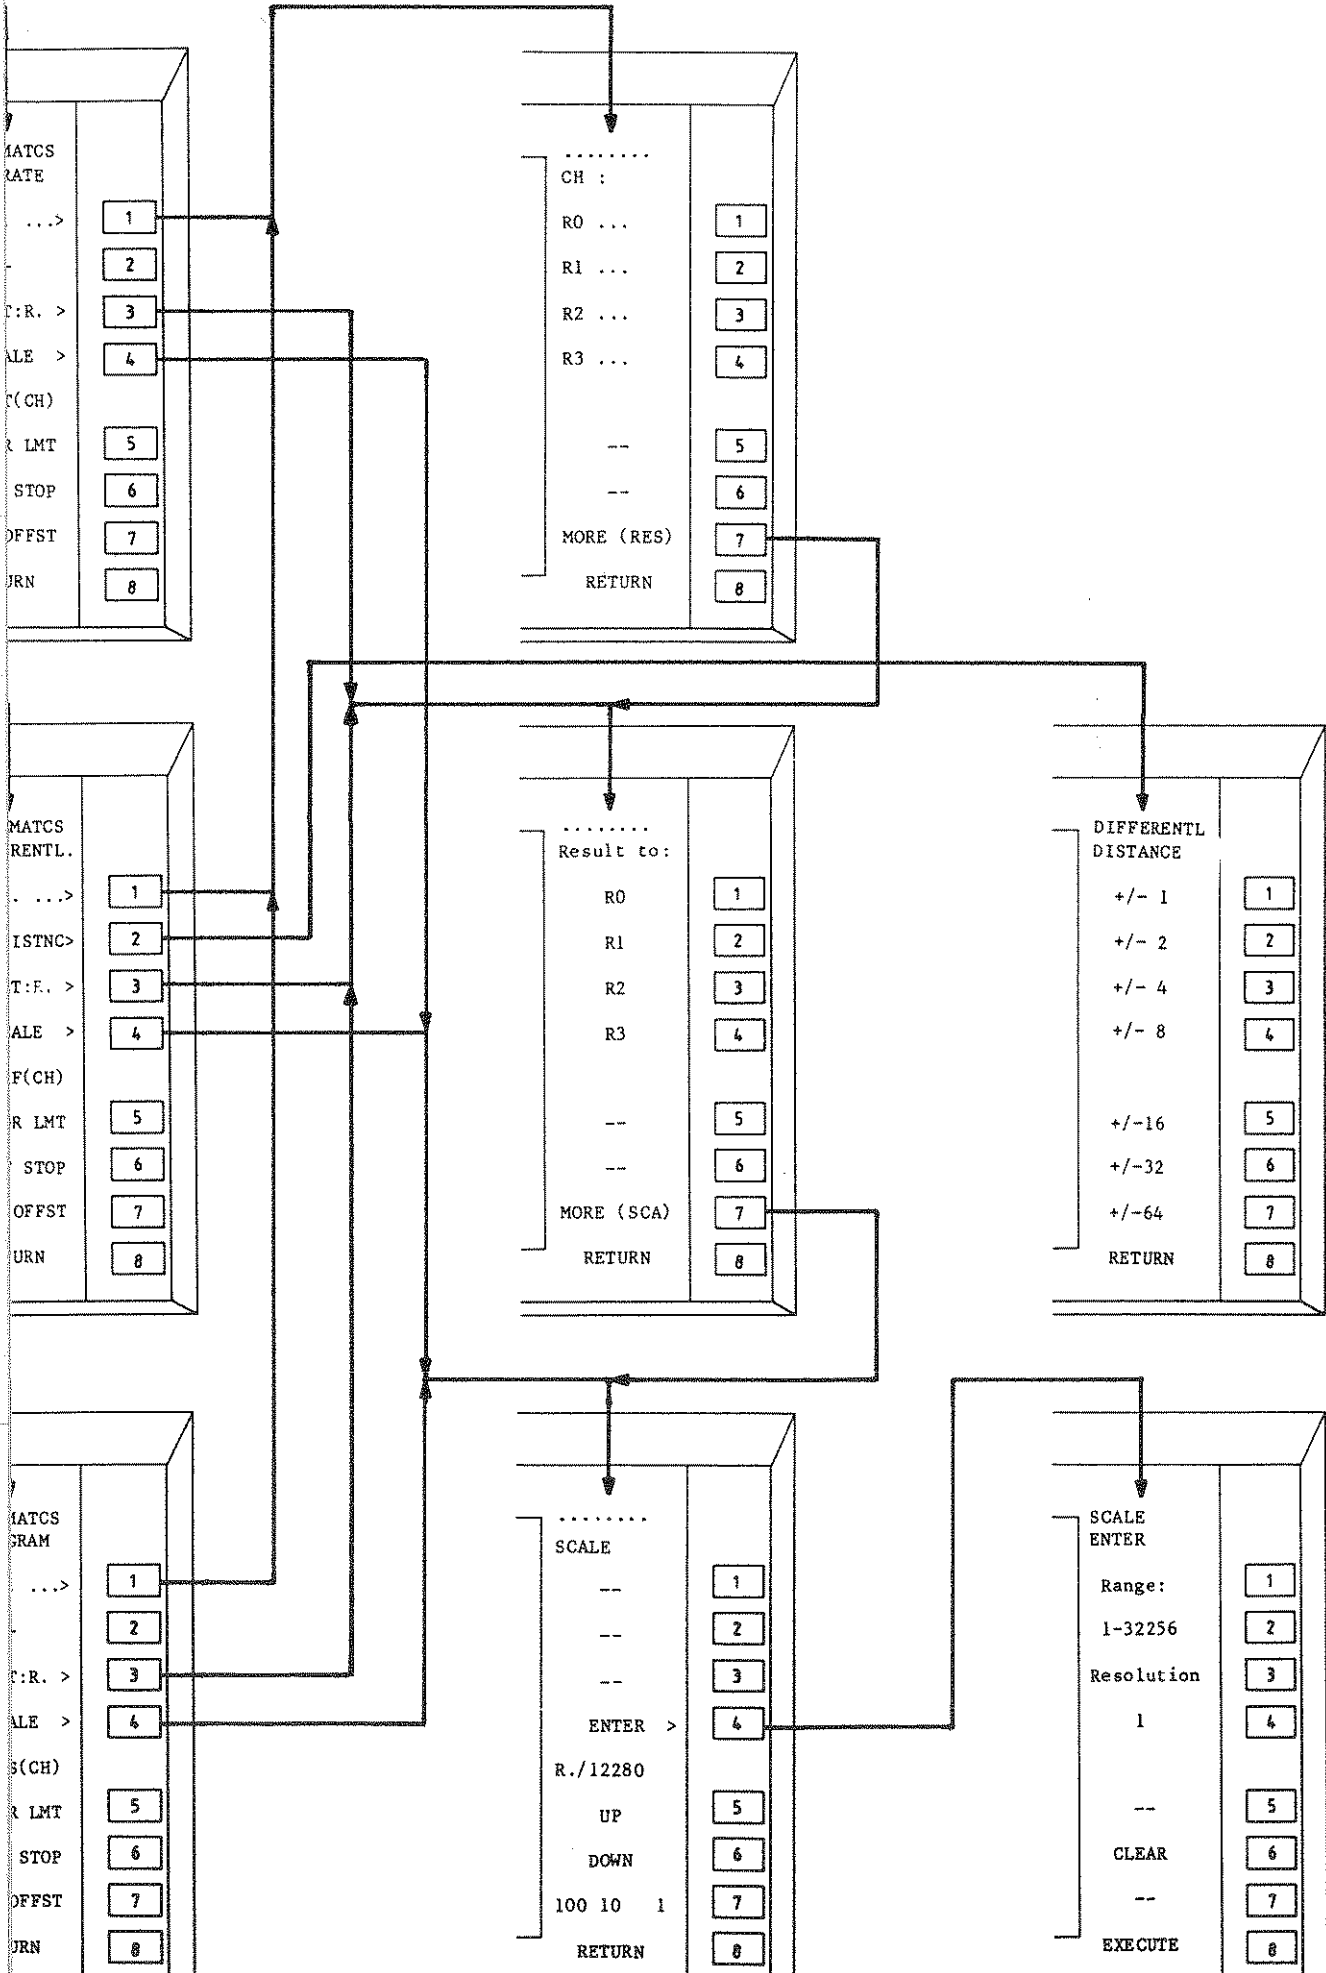 MATCS
RATE
...> 1
- 2
T:R. > 3
ALE > 4
T(CH)
R LMT 5
STOP 6
OFFST 7
URN 8
........
CH :
R0 ... 1
R1 ... 2
R2 ... 3
R3 ... 4
-- 5
-- 6
MORE (RES) 7
RETURN 8
MATCS
RENTL.
. ...> 1
ISTNC> 2
T:R. > 3
ALE > 4
F(CH)
R LMT 5
STOP 6
OFFST 7
URN 8
........
Result to:
R0 1
R1 2
R2 3
R3 4
-- 5
-- 6
MORE (SCA) 7
RETURN 8
DIFFERENTL
DISTANCE
+/- 1 1
+/- 2 2
+/- 4 3
+/- 8 4
+/-16 5
+/-32 6
+/-64 7
RETURN 8
MATCS
GRAM
...> 1
- 2
T:R. > 3
ALE > 4
S(CH)
R LMT 5
STOP 6
OFFST 7
URN 8
........
SCALE
-- 1
-- 2
-- 3
ENTER > 4
R./12280
UP 5
DOWN 6
100 10 1 7
RETURN 8
SCALE
ENTER
Range: 1
1-32256 2
Resolution 3
1 4
-- 5
CLEAR 6
-- 7
EXECUTE 8